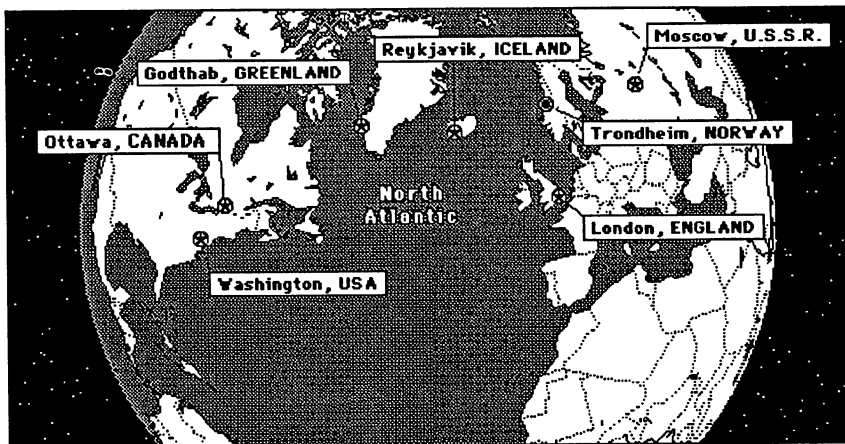 Moscow, U.S.S.R.
Reykjavik, ICELAND
Godthab, GREENLAND
Trondheim, NORWAY
Ottawa, CANADA
North
Atlantic
London, ENGLAND
Washington, USA